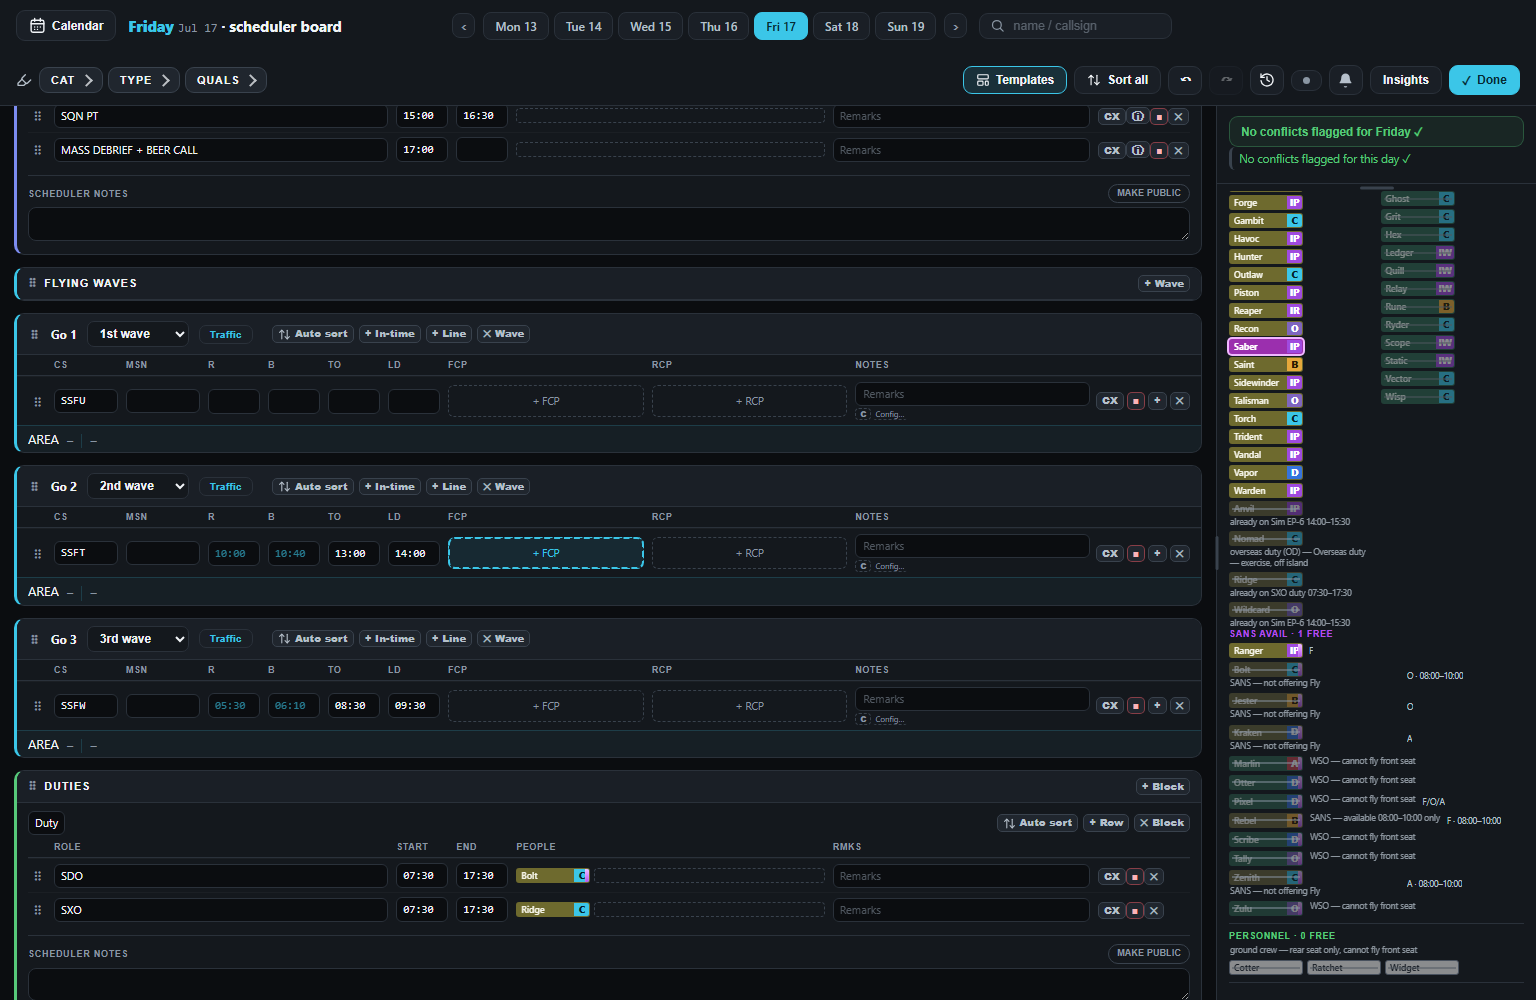 Calendar
Friday Jul 17 · scheduler board
‹ Mon 13 Tue 14 Wed 15 Thu 16 Fri 17 Sat 18 Sun 19 ›
name / callsign
CAT TYPE QUALS
Templates Sort all Insights ✓ Done
SQN PT 15:00 16:30 Remarks CX
MASS DEBRIEF + BEER CALL 17:00 Remarks CX
SCHEDULER NOTES MAKE PUBLIC
FLYING WAVES + Wave
Go 1 1st wave Traffic Auto sort + In-time + Line X Wave
CS MSN R B TO LD FCP RCP NOTES
SSFU + FCP + RCP Remarks CX
C Config...
AREA – –
Go 2 2nd wave Traffic Auto sort + In-time + Line X Wave
CS MSN R B TO LD FCP RCP NOTES
SSFT 10:00 10:40 13:00 14:00 + FCP + RCP Remarks CX
C Config...
AREA – –
Go 3 3rd wave Traffic Auto sort + In-time + Line X Wave
CS MSN R B TO LD FCP RCP NOTES
SSFW 05:30 06:10 08:30 09:30 + FCP + RCP Remarks CX
C Config...
AREA – –
DUTIES + Block
Duty Auto sort + Row X Block
ROLE START END PEOPLE RMKS
SDO 07:30 17:30 Bolt C Remarks CX
SXO 07:30 17:30 Ridge C Remarks CX
SCHEDULER NOTES MAKE PUBLIC
No conflicts flagged for Friday ✓
No conflicts flagged for this day ✓
Forge IP
Gambit C
Havoc IP
Hunter IP
Outlaw C
Piston IP
Reaper IR
Recon O
Saber IP
Saint B
Sidewinder IP
Talisman O
Torch C
Trident IP
Vandal IP
Vapor D
Warden IP
Anvil IP
already on Sim EP-6 14:00–15:30
Nomad C
overseas duty (OD) — Overseas duty
— exercise, off island
Ridge C
already on SXO duty 07:30–17:30
Wildcard O
already on Sim EP-6 14:00–15:30
Ghost C
Grit C
Hex C
Ledger IW
Quill IW
Relay IW
Rune B
Ryder C
Scope IW
Static IW
Vector C
Wisp C
SANS AVAIL · 1 FREE
Ranger IP F
Bolt C O · 08:00–10:00
SANS — not offering Fly
Jester B O
SANS — not offering Fly
Kraken D A
SANS — not offering Fly
Marlin A WSO — cannot fly front seat
Otter D WSO — cannot fly front seat
Pixel D WSO — cannot fly front seat F/O/A
Rebel B SANS — available 08:00–10:00 only F · 08:00–10:00
Scribe D WSO — cannot fly front seat
Tally O WSO — cannot fly front seat
Zenith C A · 08:00–10:00
SANS — not offering Fly
Zulu O WSO — cannot fly front seat
PERSONNEL · 0 FREE
ground crew — rear seat only, cannot fly front seat
Cotter Ratchet Widget